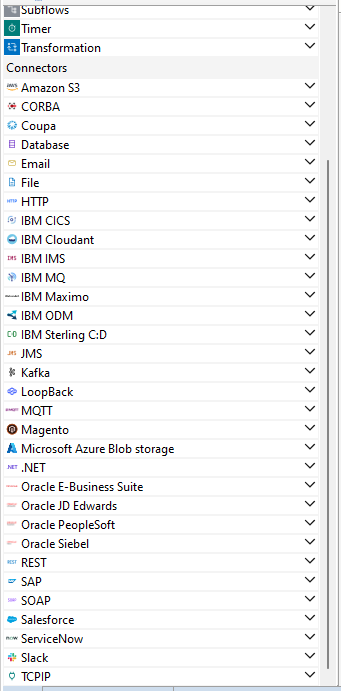 Subflows
Timer
Transformation
Connectors
Amazon S3
CORBA
Coupa
Database
Email
File
HTTP
IBM CICS
IBM Cloudant
IBM IMS
IBM MQ
IBM Maximo
IBM ODM
IBM Sterling C:D
JMS
Kafka
LoopBack
MQTT
Magento
Microsoft Azure Blob storage
.NET
Oracle E-Business Suite
Oracle JD Edwards
Oracle PeopleSoft
Oracle Siebel
REST
SAP
SOAP
Salesforce
ServiceNow
Slack
TCPIP